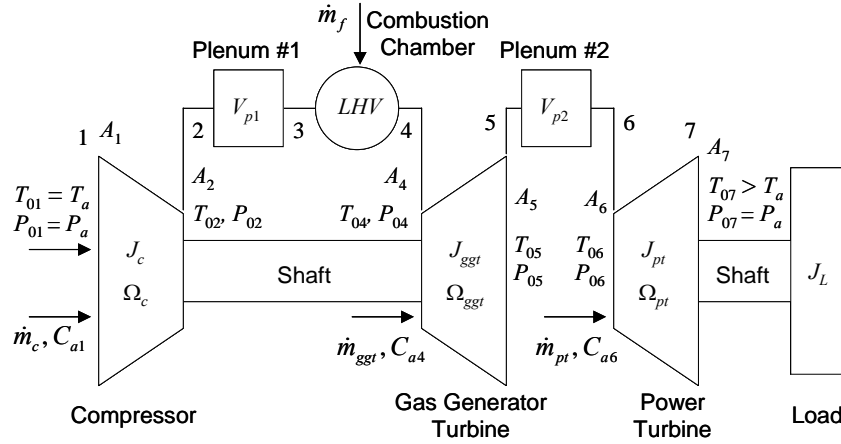 ṁ_f
Combustion
Chamber
Plenum #1
Plenum #2
V_p1
LHV
V_p2
1
A_1
2
3
4
5
6
7
A_2
A_4
A_5
A_6
A_7
T_01 = T_a
P_01 = P_a
T_02, P_02
T_04, P_04
T_05
P_05
T_06
P_06
T_07 > T_a
P_07 = P_a
J_c
Ω_c
Shaft
J_ggt
Ω_ggt
J_pt
Ω_pt
Shaft
J_L
ṁ_c, C_a1
ṁ_ggt, C_a4
ṁ_pt, C_a6
Compressor
Gas Generator
Turbine
Power
Turbine
Load